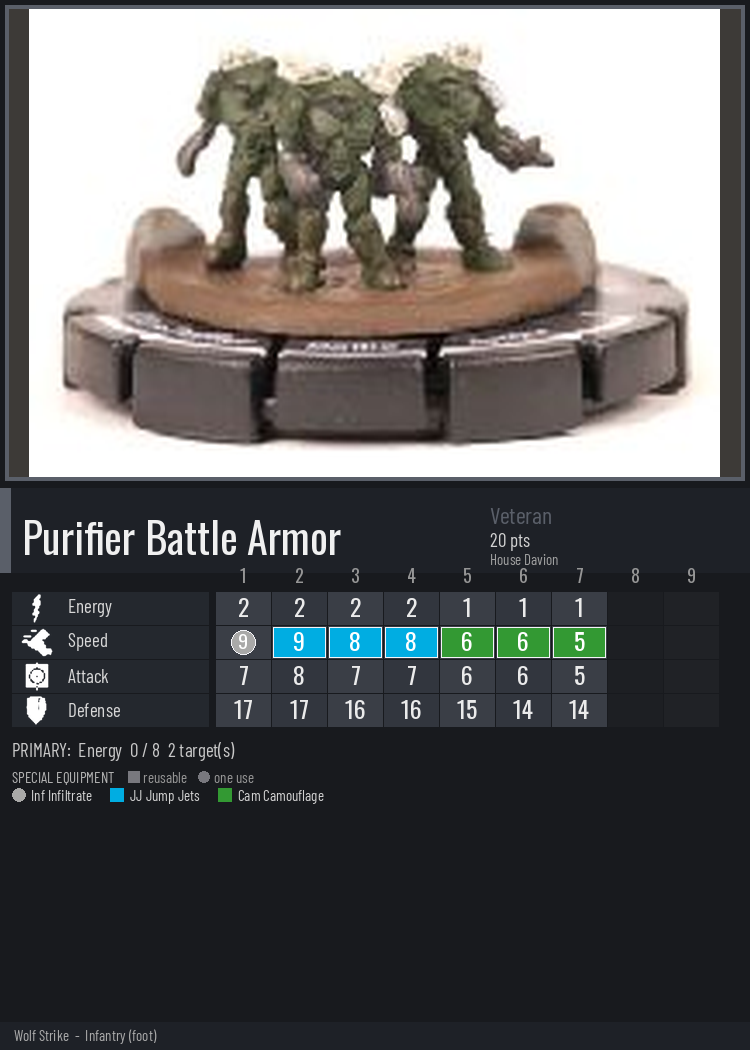 Purifier Battle Armor
Veteran
20 pts
House Davion
1 2 3 4 5 6 7 8 9
Energy 2 2 2 2 1 1 1
Speed 9 9 8 8 6 6 5
Attack 7 8 7 7 6 6 5
Defense 17 17 16 16 15 14 14
PRIMARY: Energy 0 / 8 2 target(s)
SPECIAL EQUIPMENT reusable one use
Inf Infiltrate JJ Jump Jets Cam Camouflage
Wolf Strike - Infantry (foot)